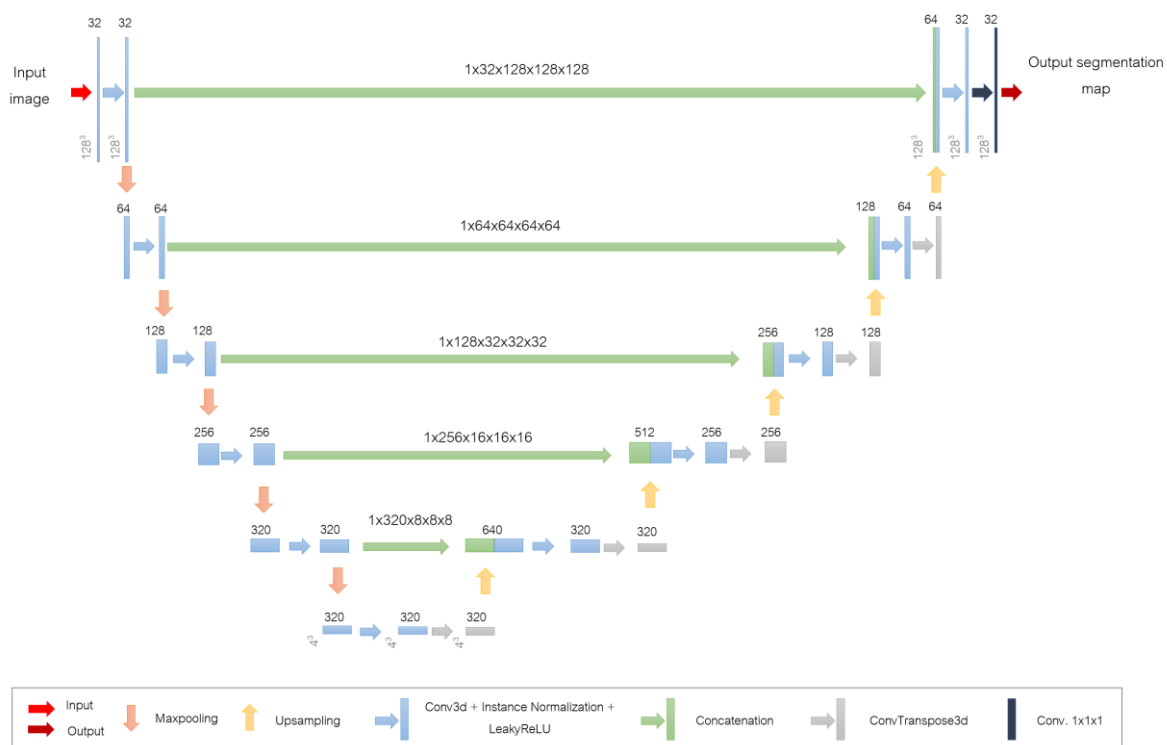 32 32 64 32 32
Input
image
1x32x128x128x128
Output segmentation
map
128³ 128³ 128³ 128³ 128³
64 64 1x64x64x64x64 128 64 64
128 128 1x128x32x32x32 256 128 128
256 256 1x256x16x16x16 512 256 256
320 320 1x320x8x8x8 640 320 320
320 320 320
4³ 4³ 4³
Input
Output
Maxpooling
Upsampling
Conv3d + Instance Normalization +
LeakyReLU
Concatenation
ConvTranspose3d
Conv. 1x1x1